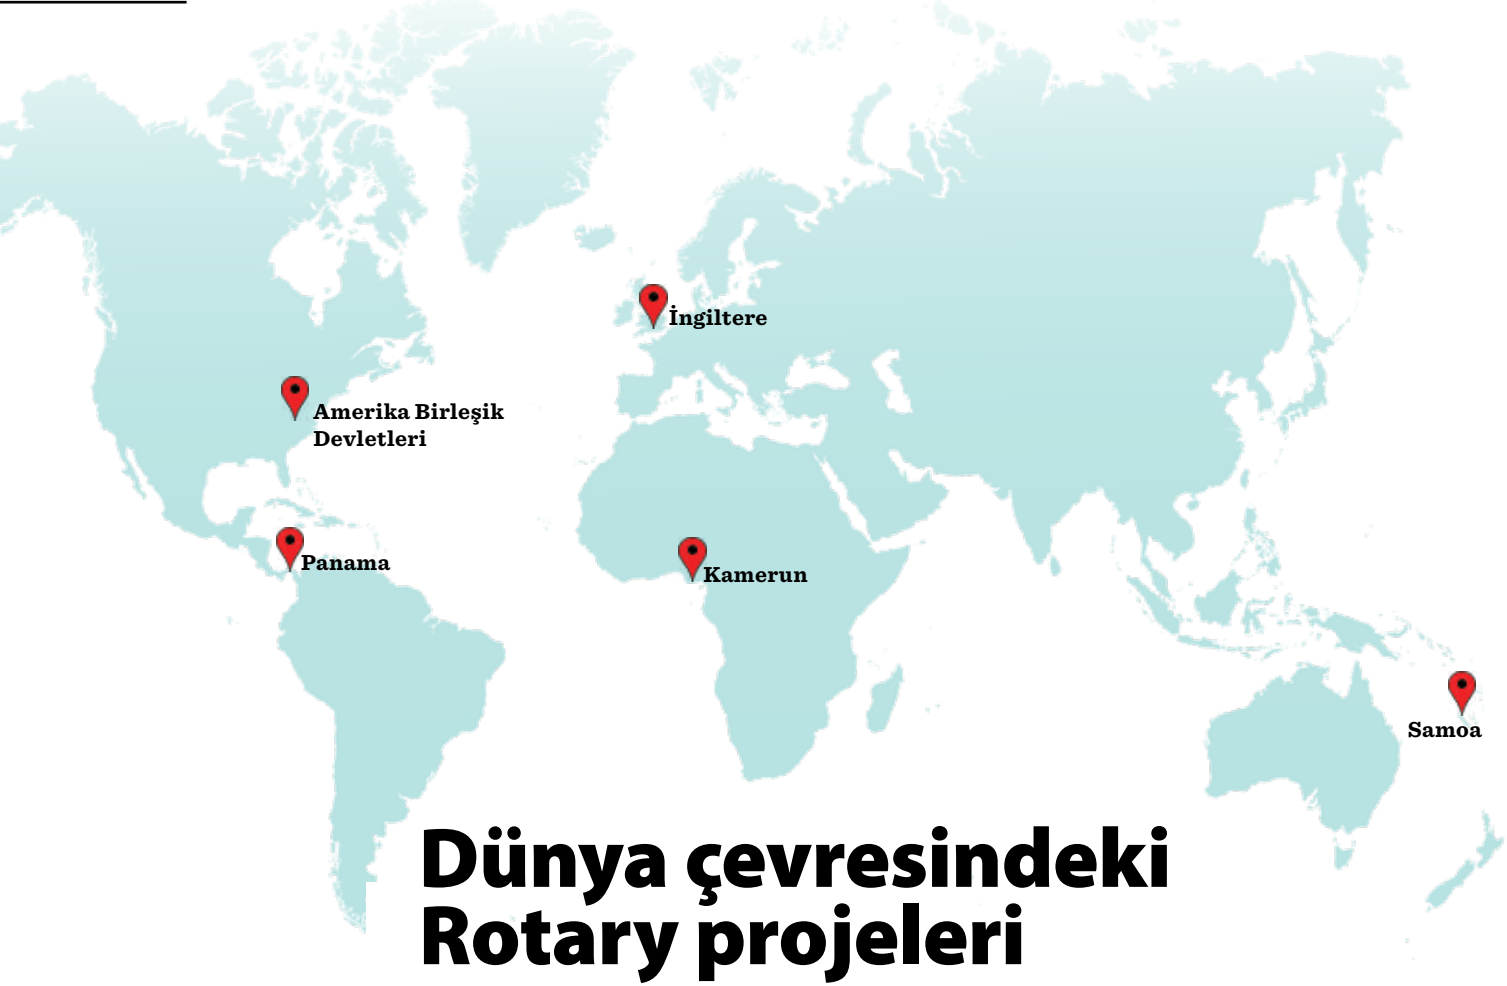 İngiltere
Amerika Birleşik
Devletleri
Panama
Kamerun
Samoa
Dünya çevresindeki
Rotary projeleri